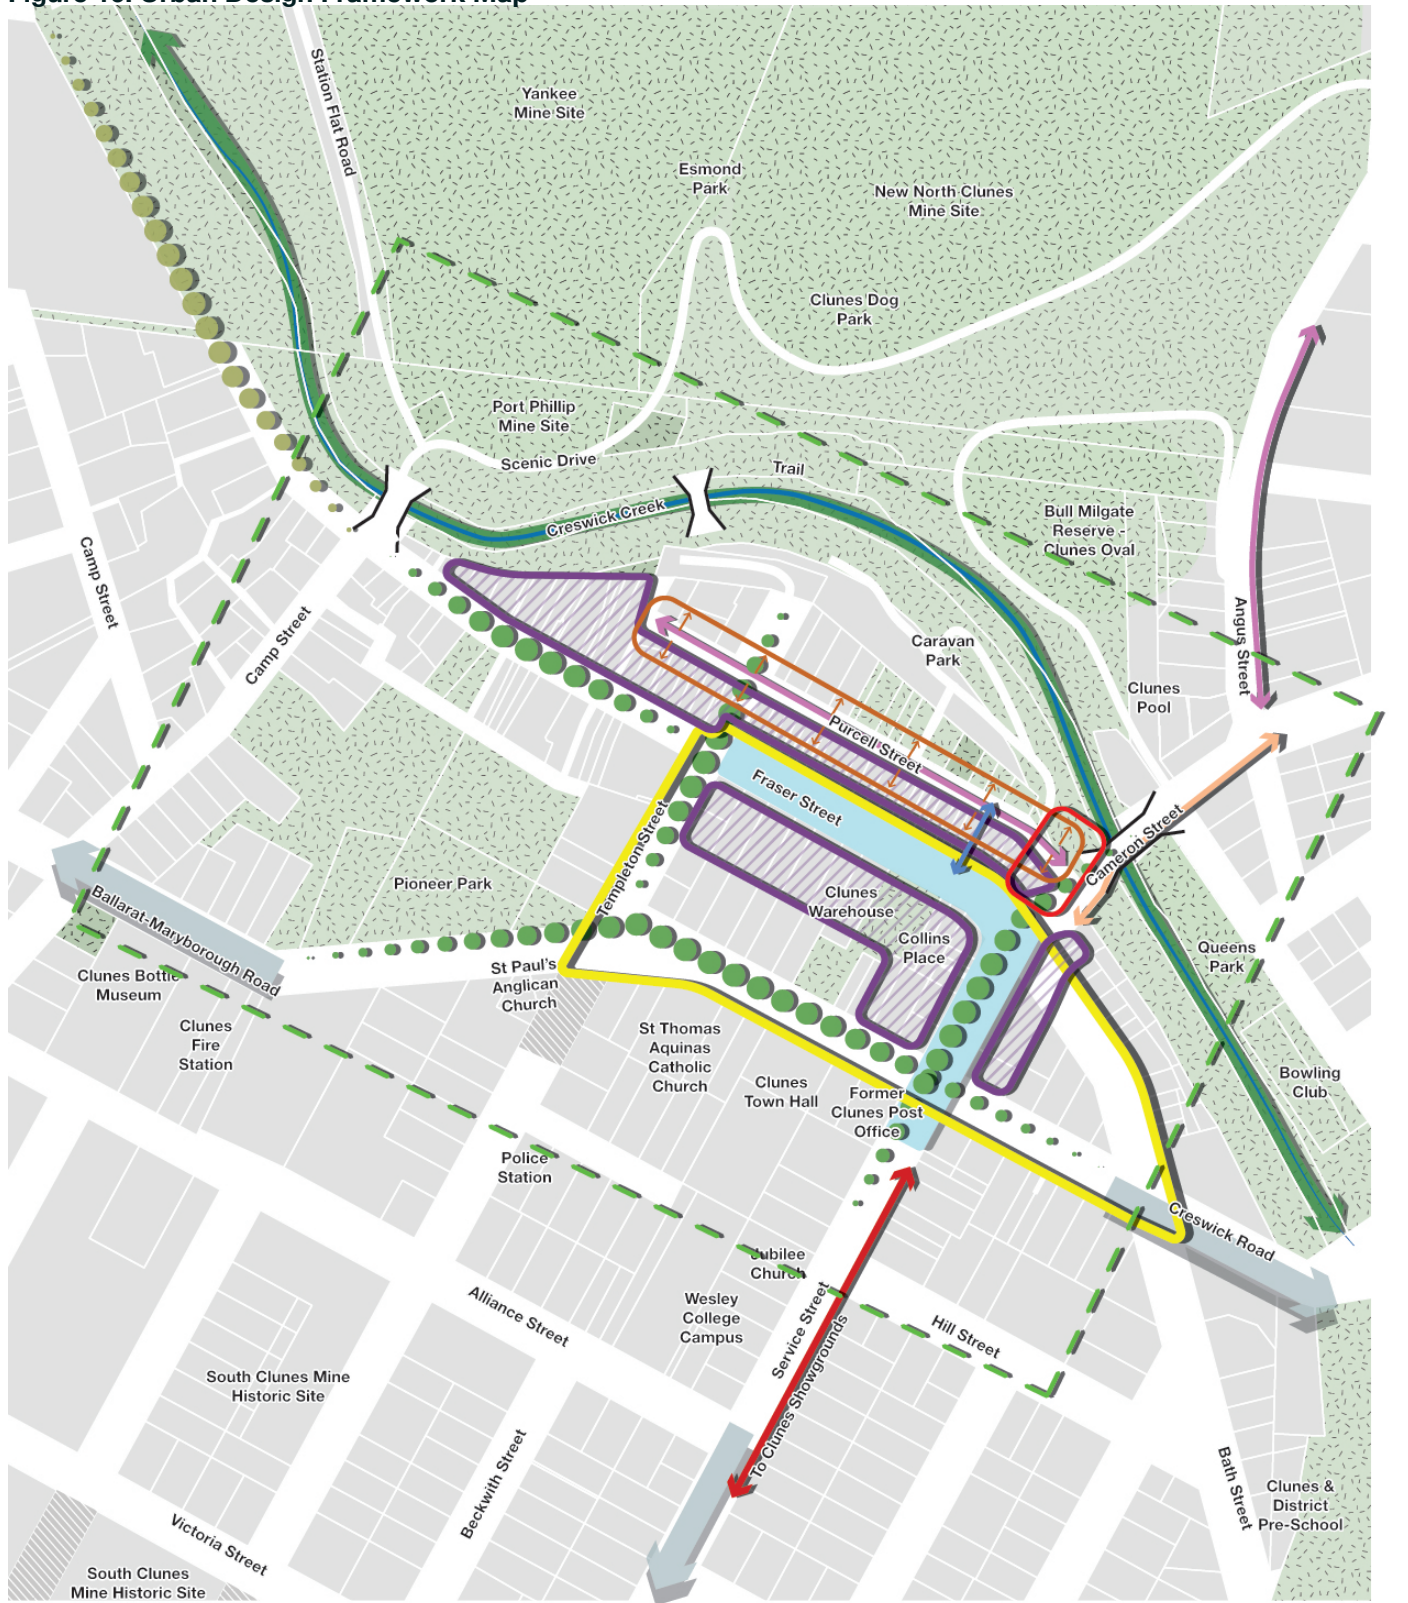 Figure 10: Urban Design Framework Map
Station Flat Road
Yankee
Mine Site
Esmond
Park
New North Clunes
Mine Site
Clunes Dog
Park
Port Phillip
Mine Site
Scenic Drive
Trail
Creswick Creek
Bull Milgate
Reserve -
Clunes Oval
Camp Street
Camp Street
Angus Street
Caravan
Park
Clunes
Pool
Purcell Street
Fraser Street
Templeton Street
Cameron Street
Pioneer Park
Clunes
Warehouse
Collins
Place
Ballarat-Maryborough Road
Queens
Park
Clunes Bottle
Museum
St Paul's
Anglican
Church
Clunes
Fire
Station
St Thomas
Aquinas
Catholic
Church
Clunes
Town Hall
Former
Clunes Post
Office
Bowling
Club
Police
Station
Creswick Road
Jubilee
Church
Wesley
College
Campus
Service Street
To Clunes Showgrounds
Hill Street
Alliance Street
South Clunes Mine
Historic Site
Beckwith Street
Bath Street
Clunes &
District
Pre-School
Victoria Street
South Clunes
Mine Historic Site